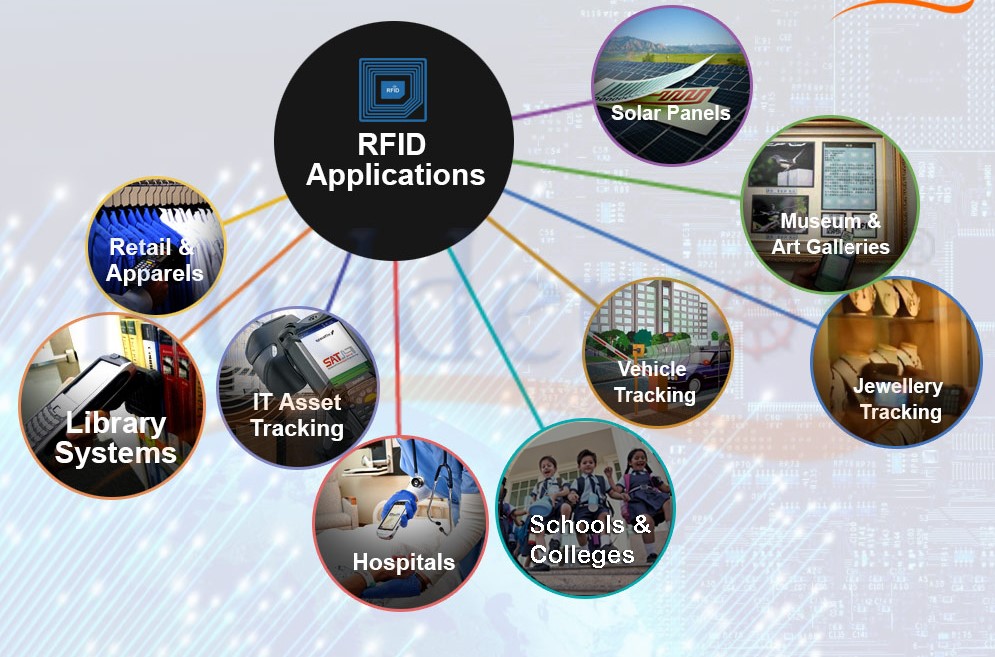 RFID
RFID
Applications
Solar Panels
Museum &
Art Galleries
Retail &
Apparels
Vehicle
Tracking
Jewellery
Tracking
Library
Systems
IT Asset
Tracking
Schools &
Colleges
Hospitals